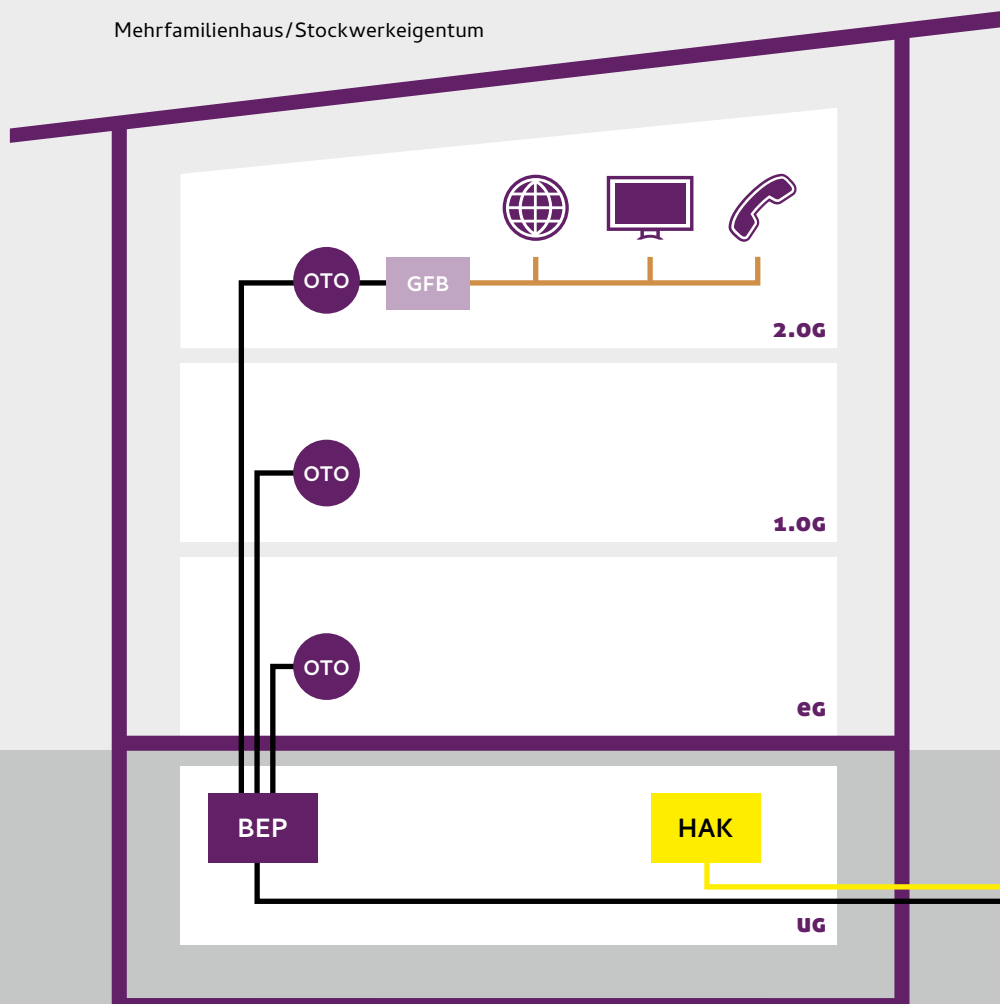 Mehrfamilienhaus/Stockwerkeigentum
OTO
GFB
2.OG
OTO
1.OG
OTO
EG
BEP
HAK
UG